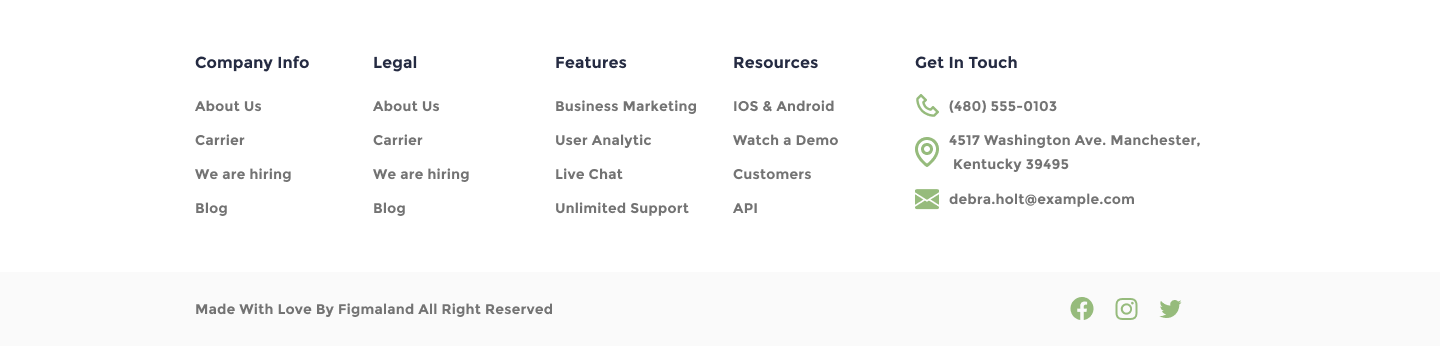 Company Info
About Us
Carrier
We are hiring
Blog
Legal
About Us
Carrier
We are hiring
Blog
Features
Business Marketing
User Analytic
Live Chat
Unlimited Support
Resources
IOS & Android
Watch a Demo
Customers
API
Get In Touch
(480) 555-0103
4517 Washington Ave. Manchester,
Kentucky 39495
debra.holt@example.com
Made With Love By Figmaland All Right Reserved